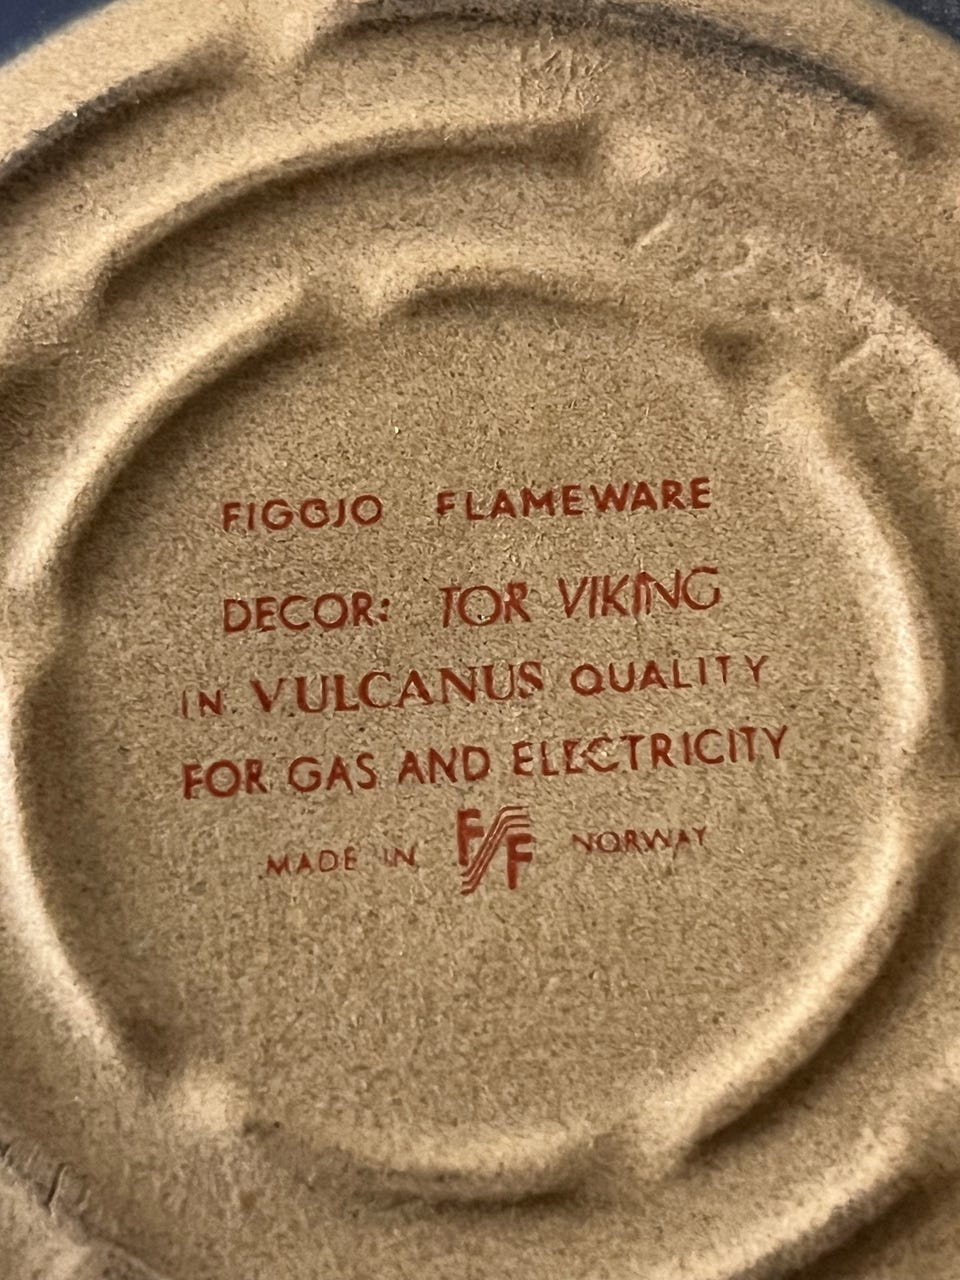 FIGGJO FLAMEWARE
DECOR: TOR VIKING
IN VULCANUS QUALITY
FOR GAS AND ELECTRICITY
MADE IN F/F NORWAY